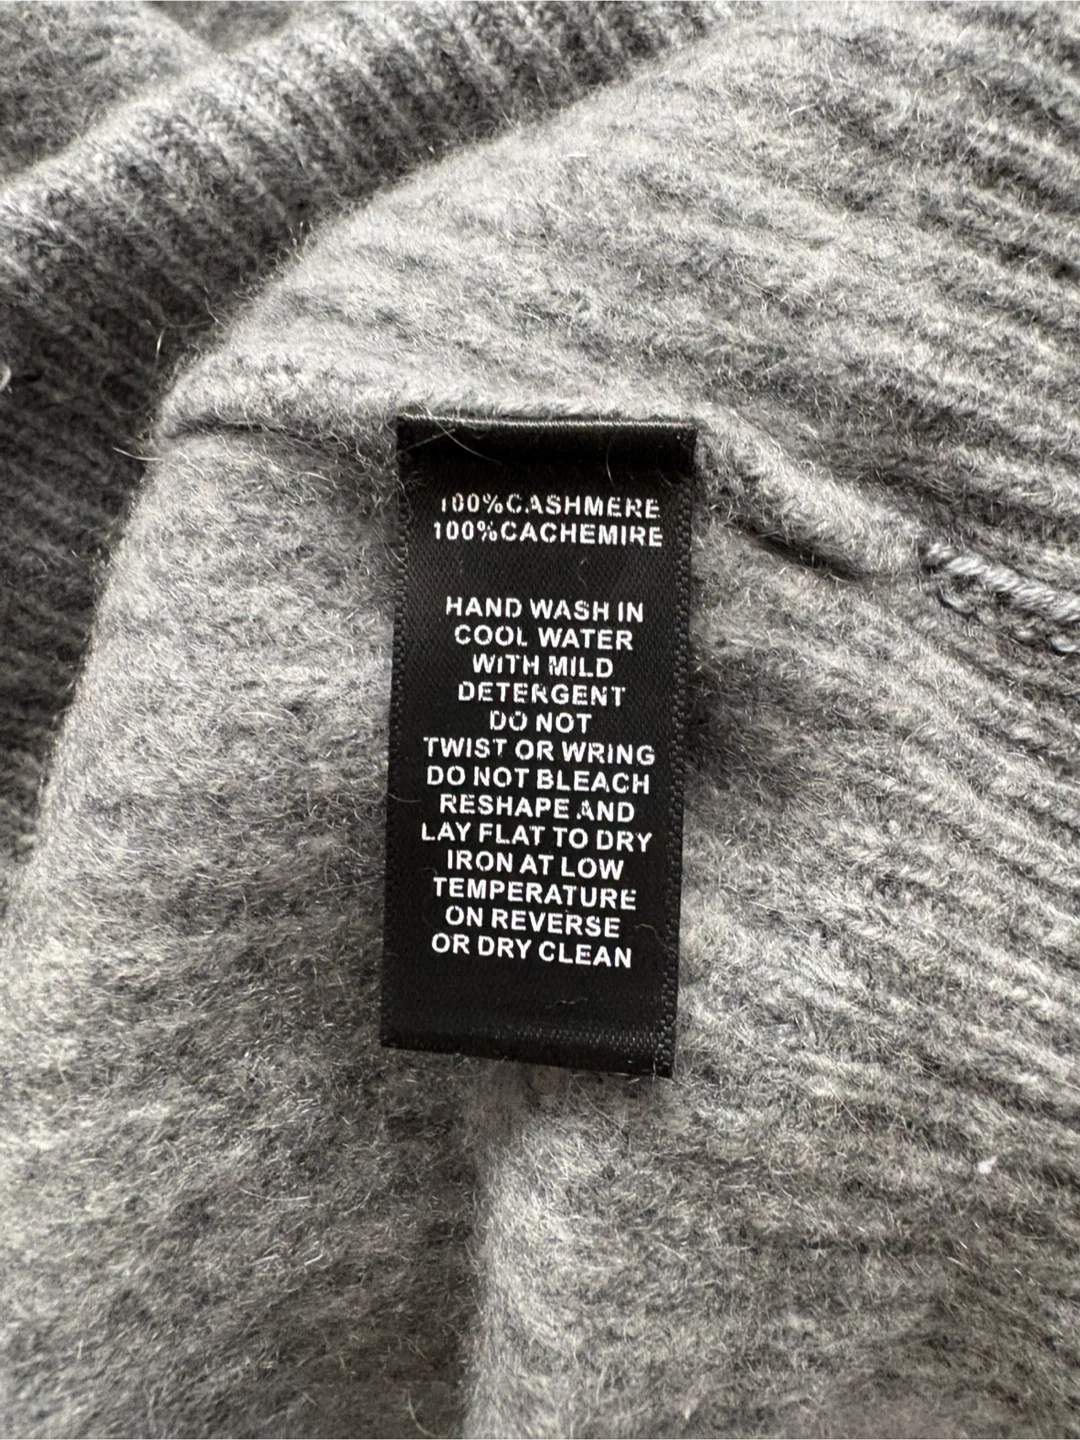 100%CASHMERE
100%CACHEMIRE
HAND WASH IN
COOL WATER
WITH MILD
DETERGENT
DO NOT
TWIST OR WRING
DO NOT BLEACH
RESHAPE AND
LAY FLAT TO DRY
IRON AT LOW
TEMPERATURE
ON REVERSE
OR DRY CLEAN